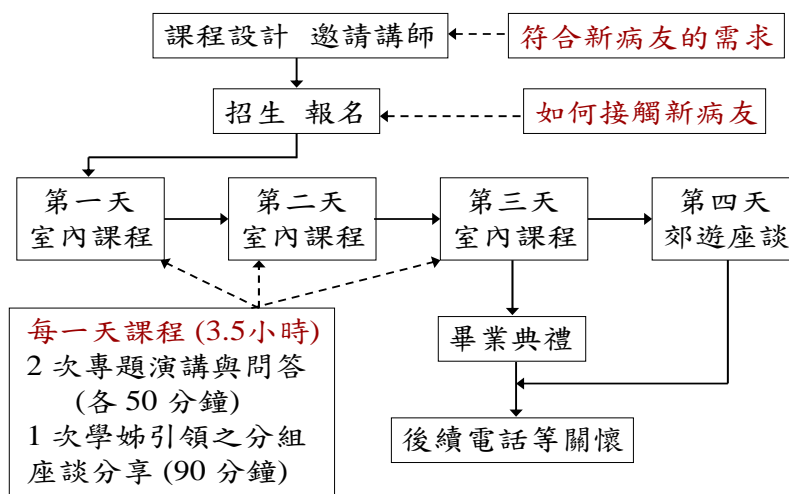 課程設計 邀請講師
符合新病友的需求
招生 報名
如何接觸新病友
第一天
室內課程
第二天
室內課程
第三天
室內課程
第四天
郊遊座談
每一天課程 (3.5小時)
2 次專題演講與問答
(各 50 分鐘)
1 次學姊引領之分組
座談分享 (90 分鐘)
畢業典禮
後續電話等關懷